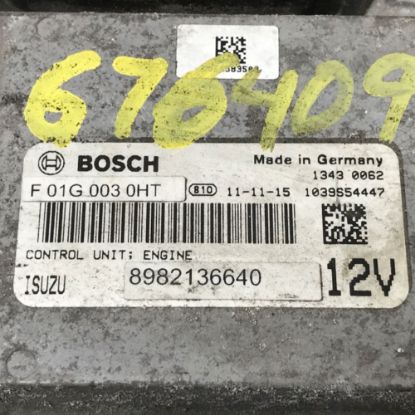 676409
BOSCH
Made in Germany
1343 0062
F 01G 003 0HT
810
11-11-15
1039S54447
CONTROL UNIT; ENGINE
ISUZU
8982136640
12V